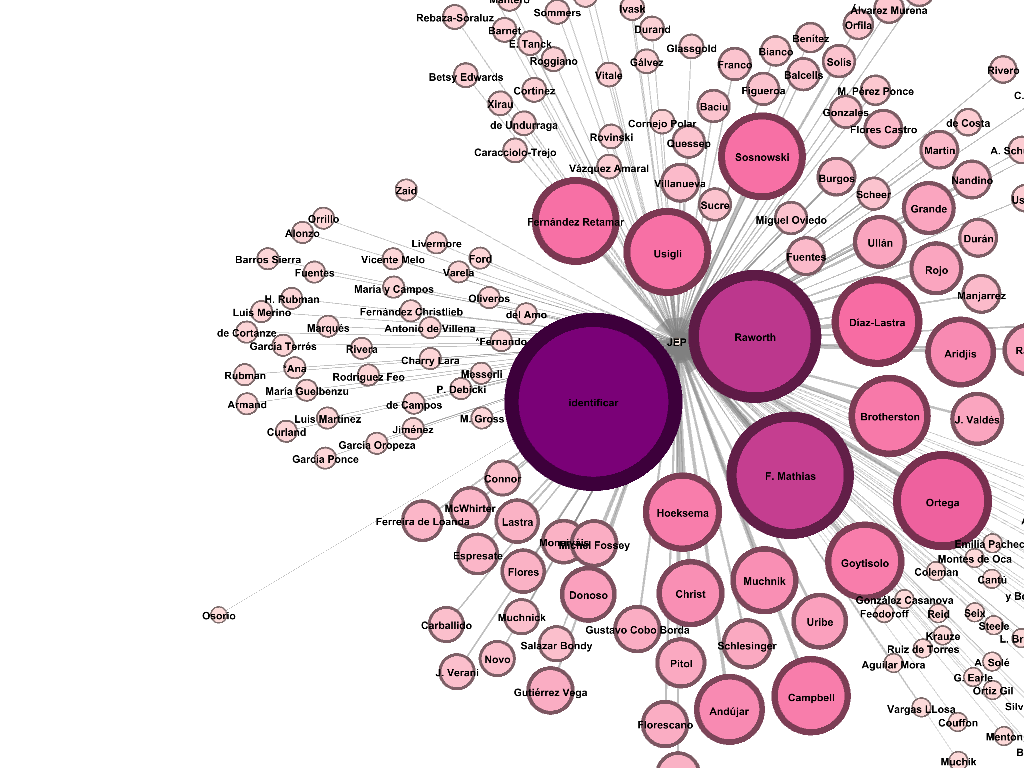 Mantero
Sommers
Ivask
Álvarez Murena
Rebaza-Soraluz
Barnet
Durand
Orfila
E. Tanck
Glassgold
Bianco
Benítez
Roggiano
Gálvez
Franco
Solís
Betsy Edwards
Vitale
Balcells
Rivero
Cortínez
Figueroa
M. Pérez Ponce
C.
Xirau
Baciu
Gonzales
de Undurraga
Cornejo Polar
Flores Castro
de Costa
Rovinski
Quessep
Caracciolo-Trejo
Sosnowski
Martin
A. Sch
Vázquez Amaral
Villanueva
Burgos
Nandino
Zaid
Scheer
Us
Sucre
Grande
Orrillo
Fernández Retamar
Miguel Oviedo
Alonzo
Livermore
Ullán
Durán
Barros Sierra
Vicente Melo
Ford
Usigli
Fuentes
Fuentes
Varela
Rojo
María y Campos
Manjarrez
H. Rubman
Oliveros
Luis Merino
Fernández Christlieb
del Amo
Díaz-Lastra
de Cortanze
Marqués
Antonio de Villena
Raworth
García Terrés
Rivera
*Fernando
JEP
Aridjis
R
Charry Lara
*Ana
Rubman
Rodríguez Feo
Messerli
María Guelbenzu
P. Debicki
Armand
de Campos
identificar
Brotherston
J. Valdés
Luis Martínez
M. Gross
Curland
Jiménez
García Oropeza
García Ponce
F. Mathias
Connor
McWhirter
Ortega
Ferreira de Loanda
Lastra
Hoeksema
Michel Fossey
Emilia Pachec
Espresate
Montes de Oca
Goytisolo
Flores
Coleman
Cantú
Muchnik
Donoso
Christ
y Be
González Casanova
Osorio
Muchnick
Feodoroff
Reid
Seix
Carballido
Gustavo Cobo Borda
Uribe
Steele
Krauze
L. Br
Salazar Bondy
Schlesinger
Ruiz de Torres
Novo
Pitol
Aguilar Mora
A. Solé
J. Verani
G. Earle
Gutiérrez Vega
Campbell
Ortiz Gil
Andújar
Vargas LLosa
Silv
Florescano
Couffon
Menton
B
Muchik